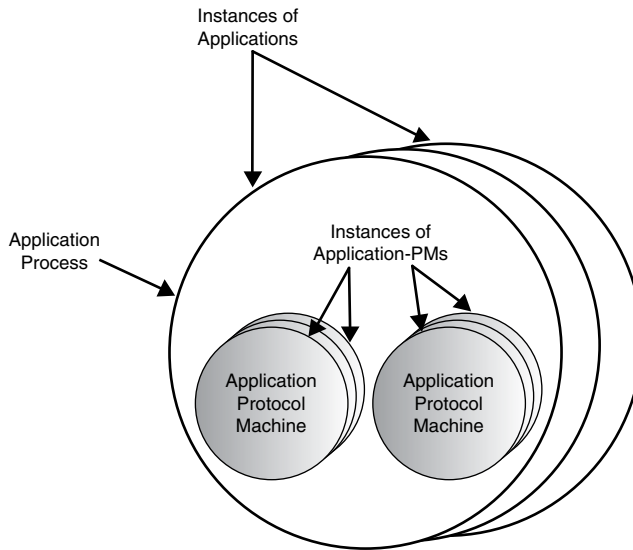 Instances of
Applications
Application
Process
Instances of
Application-PMs
Application
Protocol
Machine
Application
Protocol
Machine